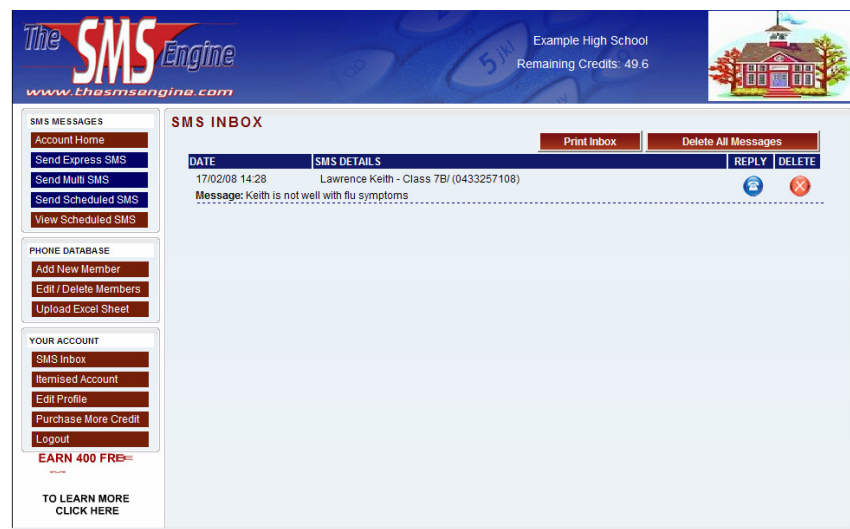 The SMS Engine
www.thesmsengine.com
5 jkl
Example High School
Remaining Credits: 49.6
SMS MESSAGES
Account Home
Send Express SMS
Send Multi SMS
Send Scheduled SMS
View Scheduled SMS
PHONE DATABASE
Add New Member
Edit / Delete Members
Upload Excel Sheet
YOUR ACCOUNT
SMS Inbox
Itemised Account
Edit Profile
Purchase More Credit
Logout
EARN 400
TO LEARN MORE
CLICK HERE
SMS INBOX
Print Inbox
Delete All Messages
DATE SMS DETAILS REPLY DELETE
17/02/08 14:28 Lawrence Keith - Class 7B/ (0433257108)
Message: Keith is not well with flu symptoms